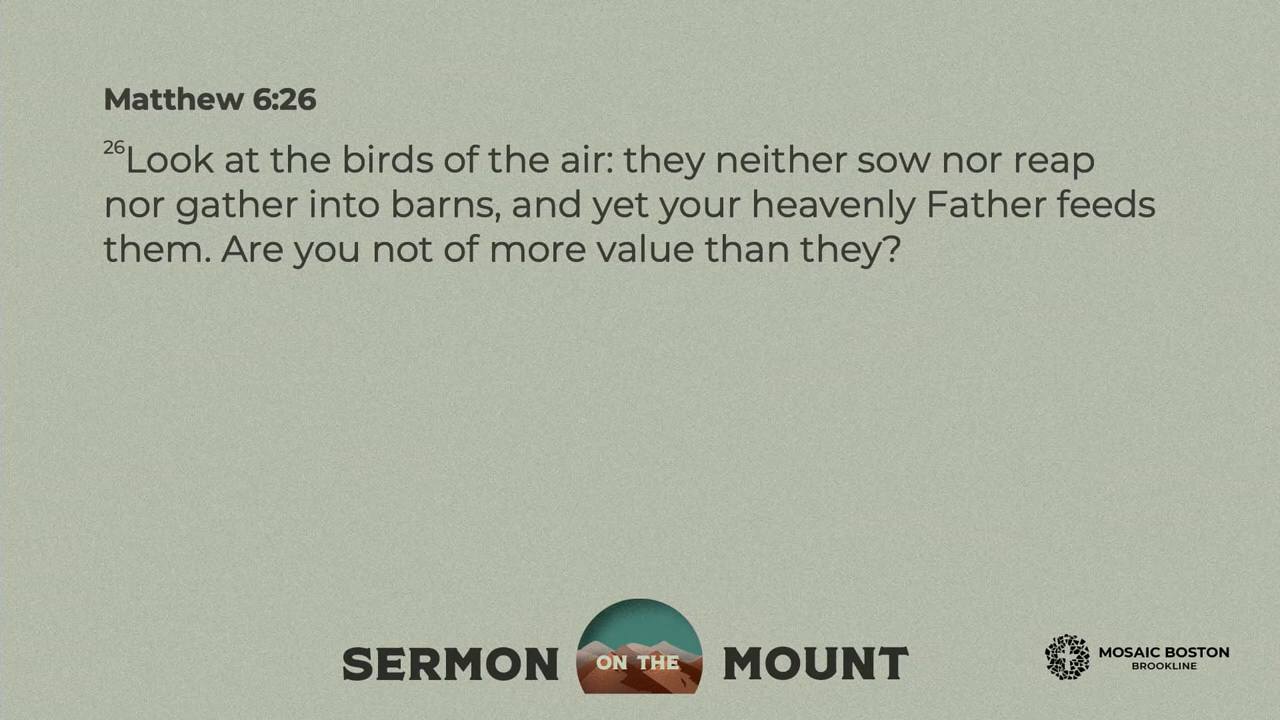 Matthew 6:26
26Look at the birds of the air: they neither sow nor reap
nor gather into barns, and yet your heavenly Father feeds
them. Are you not of more value than they?
SERMON ON THE MOUNT
MOSAIC BOSTON
BROOKLINE